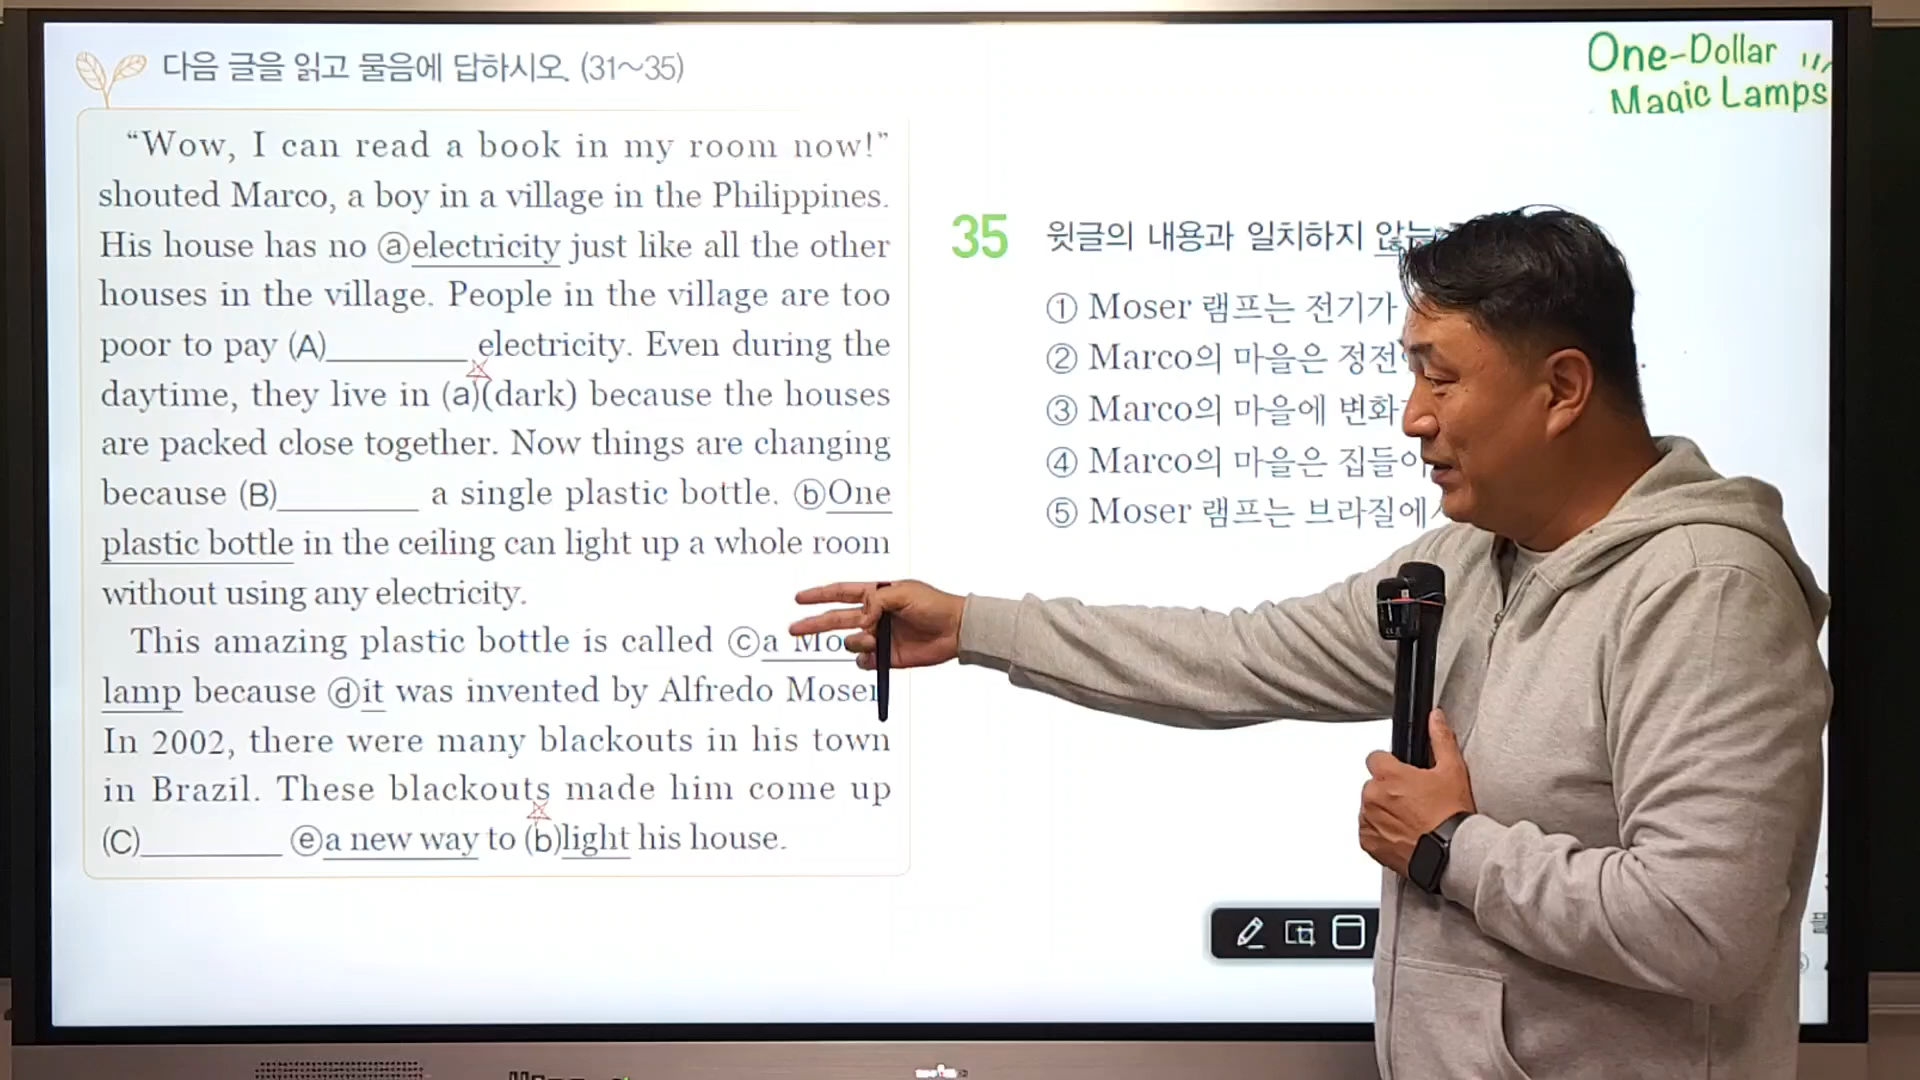 다음 글을 읽고 물음에 답하시오. (31~35)
One-Dollar
Magic Lamps
"Wow, I can read a book in my room now!"
shouted Marco, a boy in a village in the Philippines.
His house has no ⓐelectricity just like all the other
houses in the village. People in the village are too
poor to pay (A)__________ electricity. Even during the
daytime, they live in (a)(dark) because the houses
are packed close together. Now things are changing
because (B)__________ a single plastic bottle. ⓑOne
plastic bottle in the ceiling can light up a whole room
without using any electricity.
This amazing plastic bottle is called ⓒa
lamp because ⓓit was invented by Alfredo Moser
In 2002, there were many blackouts in his town
in Brazil. These blackouts made him come up
(C)__________ ⓔa new way to (b)light his house.
35 윗글의 내용과 일치하지 않는
① Moser 램프는 전기가
② Marco의 마을은 정전
③ Marco의 마을에 변화
④ Marco의 마을은 집들이
⑤ Moser 램프는 브라질에